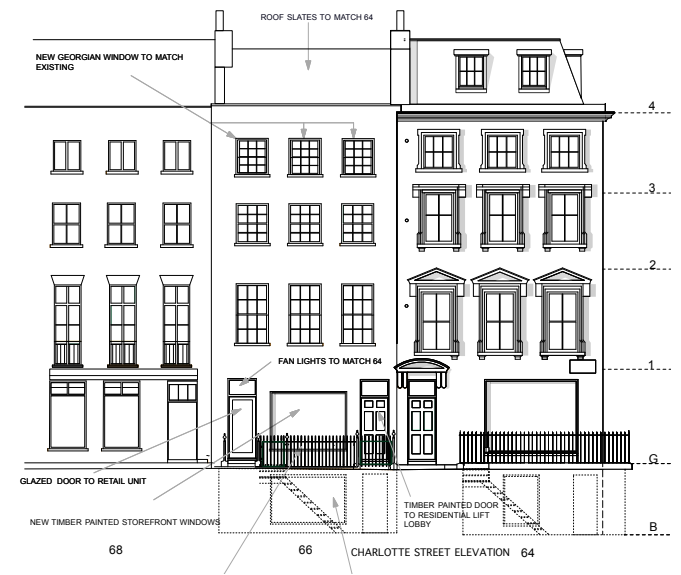 ROOF SLATES TO MATCH 64
NEW GEORGIAN WINDOW TO MATCH
EXISTING
4
3
2
1
FAN LIGHTS TO MATCH 64
G
GLAZED DOOR TO RETAIL UNIT
NEW TIMBER PAINTED STOREFRONT WINDOWS
TIMBER PAINTED DOOR
TO RESIDENTIAL LIFT
LOBBY
B
68
66
CHARLOTTE STREET ELEVATION
64